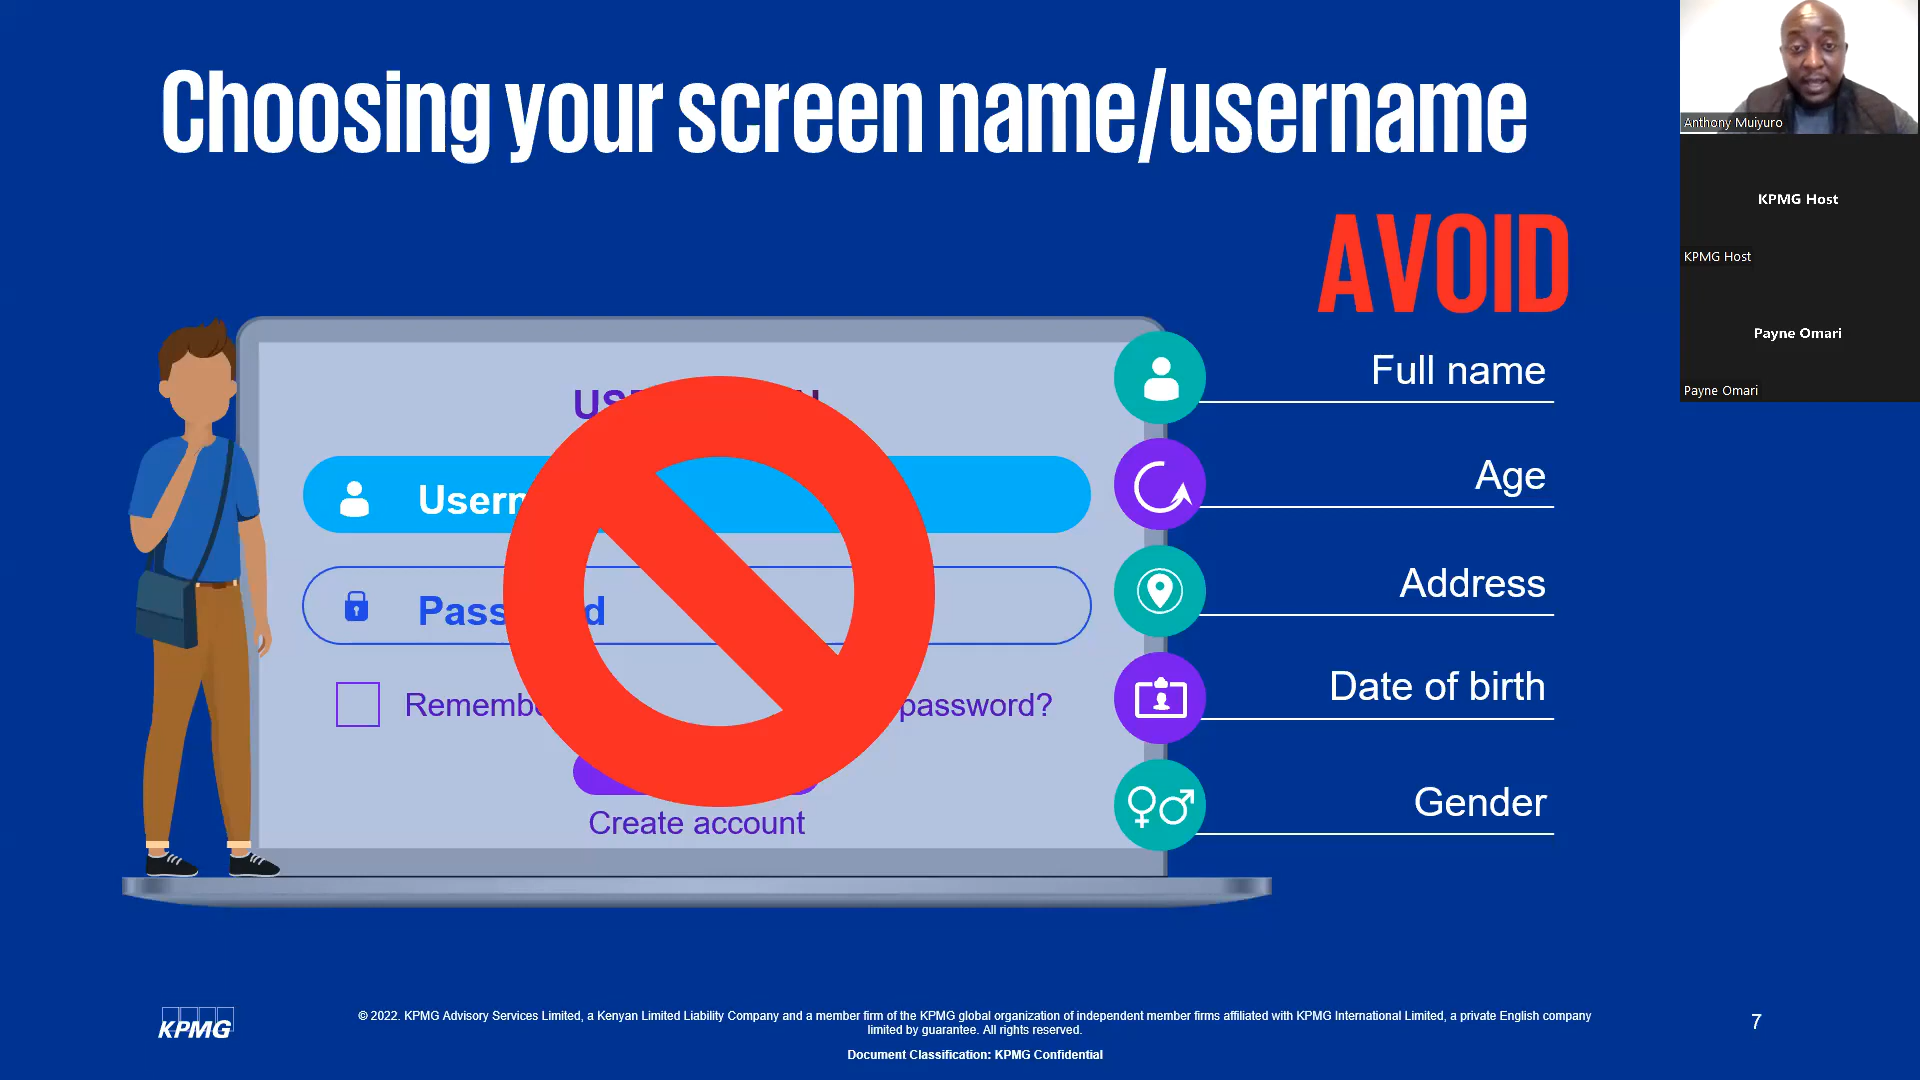 Choosing your screen name/username
AVOID
Full name
Age
Address
Date of birth
Gender
Create account
password?
KPMG
© 2022. KPMG Advisory Services Limited, a Kenyan Limited Liability Company and a member firm of the KPMG global organization of independent member firms affiliated with KPMG International Limited, a private English company
limited by guarantee. All rights reserved.
Document Classification: KPMG Confidential
7
Anthony Muiyuro
KPMG Host
KPMG Host
Payne Omari
Payne Omari